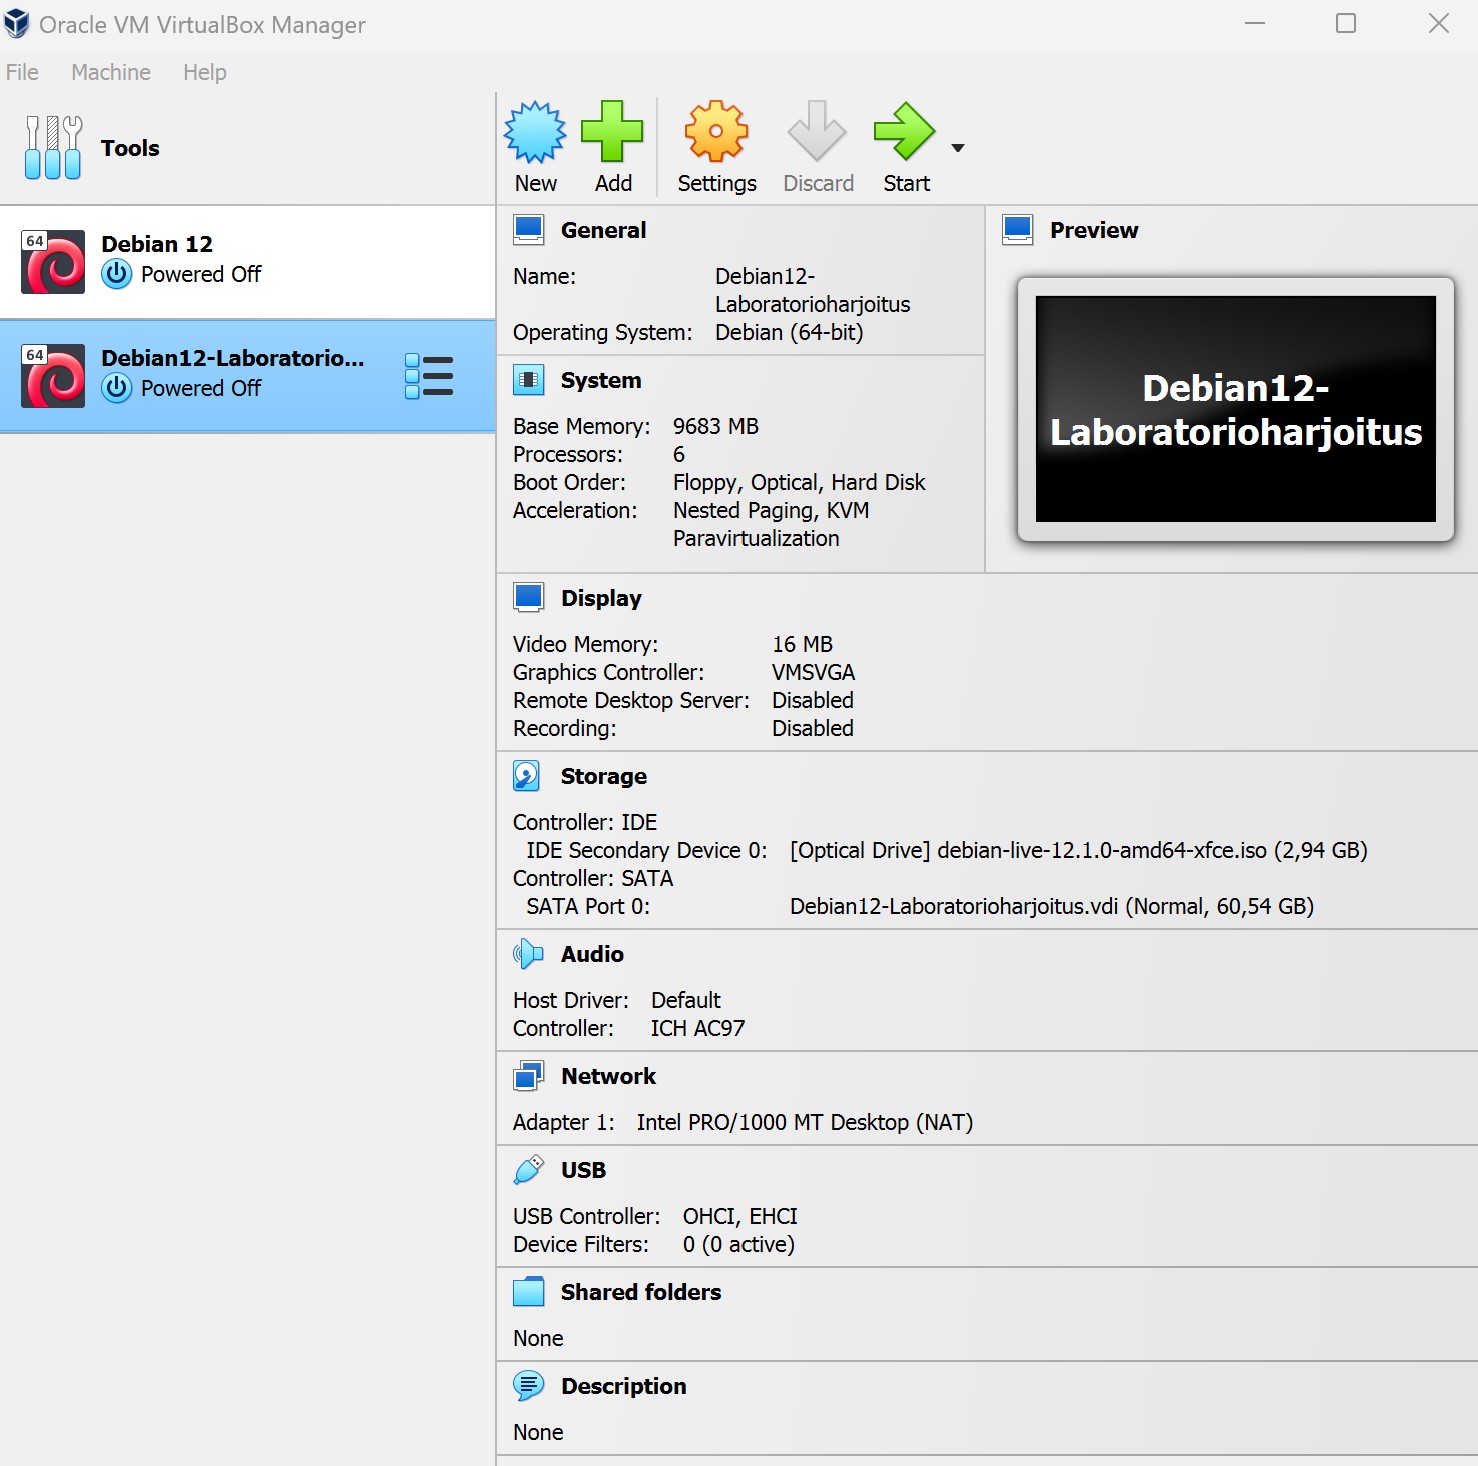 Oracle VM VirtualBox Manager
File Machine Help
Tools
New Add Settings Discard Start
64
Debian 12
Powered Off
64
Debian12-Laboratorio...
Powered Off
General
Name: Debian12-
Laboratorioharjoitus
Operating System: Debian (64-bit)
Preview
Debian12-
Laboratorioharjoitus
System
Base Memory: 9683 MB
Processors: 6
Boot Order: Floppy, Optical, Hard Disk
Acceleration: Nested Paging, KVM
Paravirtualization
Display
Video Memory: 16 MB
Graphics Controller: VMSVGA
Remote Desktop Server: Disabled
Recording: Disabled
Storage
Controller: IDE
IDE Secondary Device 0: [Optical Drive] debian-live-12.1.0-amd64-xfce.iso (2,94 GB)
Controller: SATA
SATA Port 0: Debian12-Laboratorioharjoitus.vdi (Normal, 60,54 GB)
Audio
Host Driver: Default
Controller: ICH AC97
Network
Adapter 1: Intel PRO/1000 MT Desktop (NAT)
USB
USB Controller: OHCI, EHCI
Device Filters: 0 (0 active)
Shared folders
None
Description
None